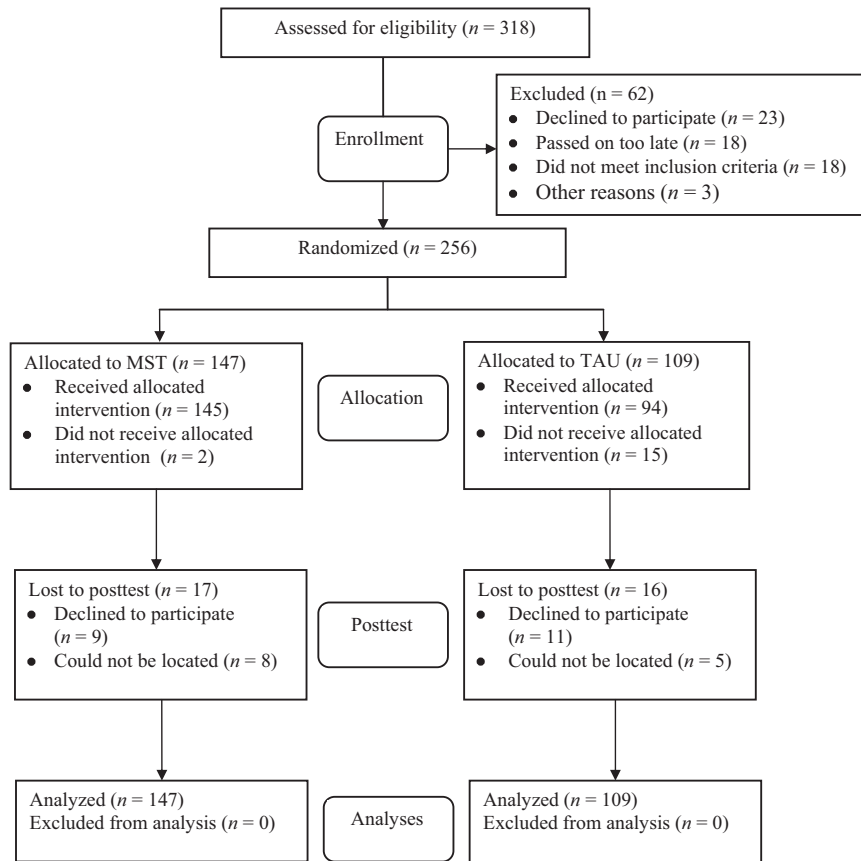 Assessed for eligibility (n = 318)
Excluded (n = 62)
● Declined to participate (n = 23)
● Passed on too late (n = 18)
● Did not meet inclusion criteria (n = 18)
● Other reasons (n = 3)
Enrollment
Randomized (n = 256)
Allocated to MST (n = 147)
● Received allocated
intervention (n = 145)
● Did not receive allocated
intervention (n = 2)
Allocation
Allocated to TAU (n = 109)
● Received allocated
intervention (n = 94)
● Did not receive allocated
intervention (n = 15)
Lost to posttest (n = 17)
● Declined to participate
(n = 9)
● Could not be located (n = 8)
Posttest
Lost to posttest (n = 16)
● Declined to participate
(n = 11)
● Could not be located (n = 5)
Analyzed (n = 147)
Excluded from analysis (n = 0)
Analyses
Analyzed (n = 109)
Excluded from analysis (n = 0)